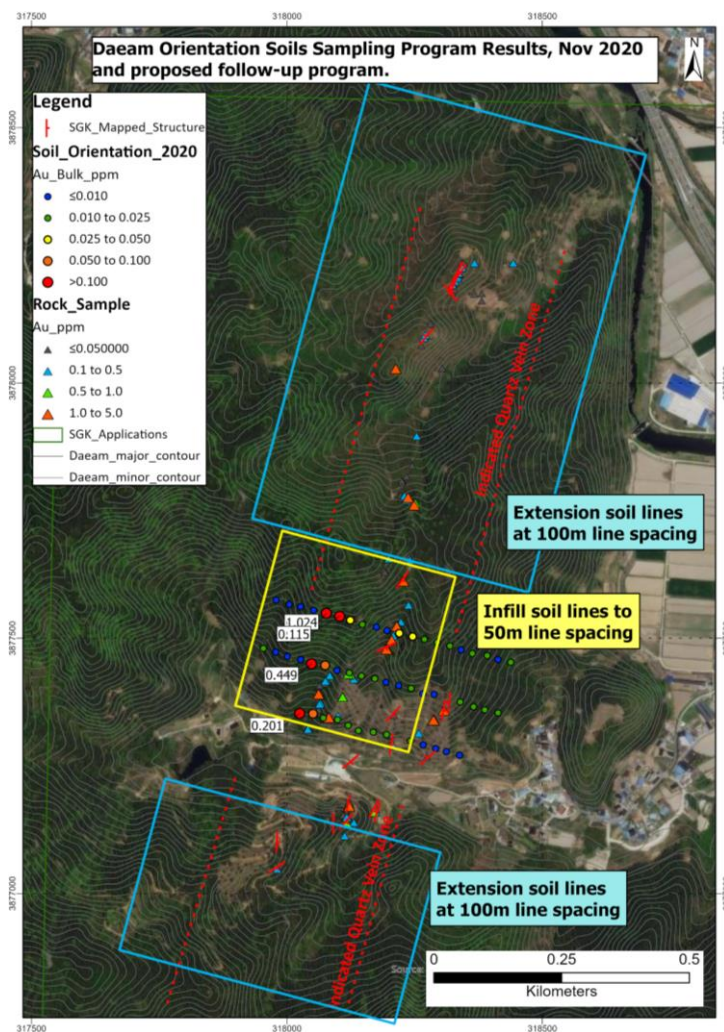 317500
318000
318500
Daeam Orientation Soils Sampling Program Results, Nov 2020
and proposed follow-up program.
N
Legend
SGK_Mapped_Structure
Soil_Orientation_2020
Au_Bulk_ppm
≤0.010
0.010 to 0.025
0.025 to 0.050
0.050 to 0.100
>0.100
Rock_Sample
Au_ppm
≤0.050000
0.1 to 0.5
0.5 to 1.0
1.0 to 5.0
SGK_Applications
Daeam_major_contour
Daeam_minor_contour
3878500
3878000
3877500
3877000
Indicated Quartz Vein Zone
Extension soil lines
at 100m line spacing
Infill soil lines to
50m line spacing
1.024
0.115
0.449
0.201
ndicated Quartz Vein Zone
Extension soil lines
at 100m line spacing
Source
0
0.25
0.5
Kilometers
317500
318000
318500